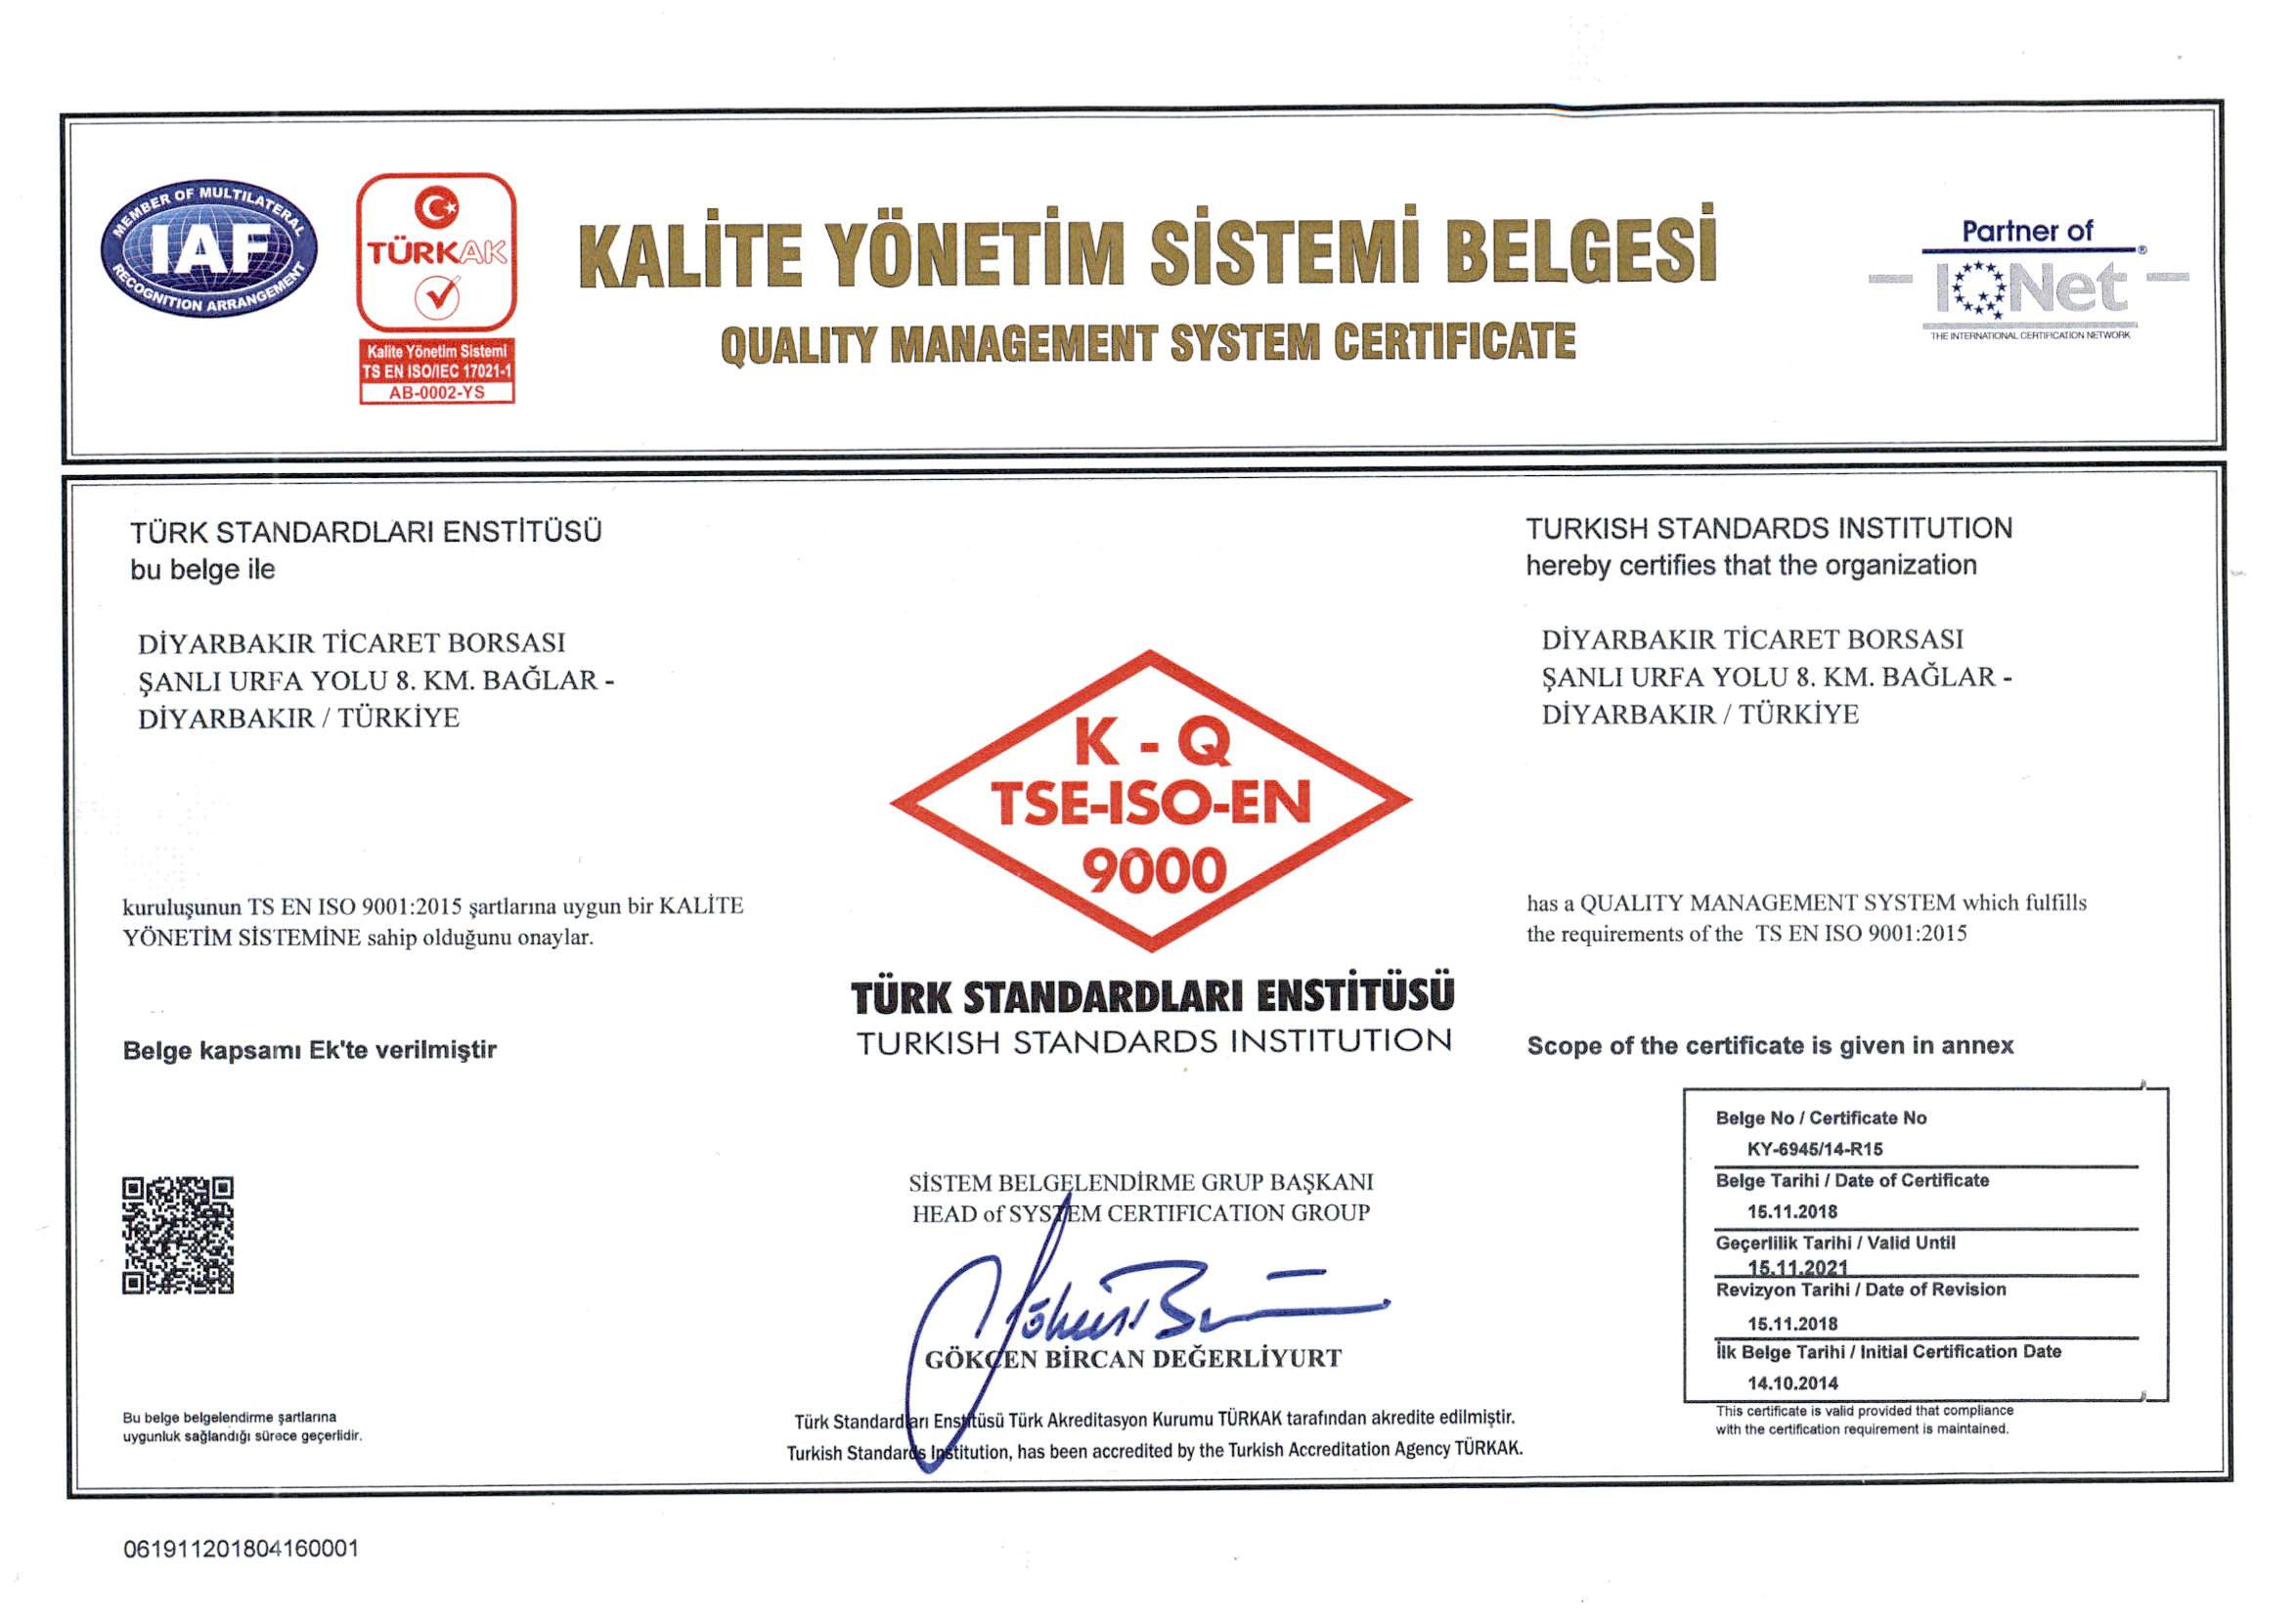 MEMBER OF MULTILATERAL
IAF
RECOGNITION ARRANGEMENT
TÜRKAK
Kalite Yönetim Sistemi
TS EN ISO/IEC 17021-1
AB-0002-YS
KALİTE YÖNETİM SİSTEMİ BELGESİ
QUALITY MANAGEMENT SYSTEM CERTIFICATE
Partner of
IQNet®
THE INTERNATIONAL CERTIFICATION NETWORK
TÜRK STANDARDLARI ENSTİTÜSÜ
bu belge ile
DİYARBAKIR TİCARET BORSASI
ŞANLI URFA YOLU 8. KM. BAĞLAR -
DİYARBAKIR / TÜRKİYE
kuruluşunun TS EN ISO 9001:2015 şartlarına uygun bir KALİTE
YÖNETİM SİSTEMİNE sahip olduğunu onaylar.
Belge kapsamı Ek'te verilmiştir
K - Q
TSE-ISO-EN
9000
TÜRK STANDARDLARI ENSTİTÜSÜ
TURKISH STANDARDS INSTITUTION
TURKISH STANDARDS INSTITUTION
hereby certifies that the organization
DİYARBAKIR TİCARET BORSASI
ŞANLI URFA YOLU 8. KM. BAĞLAR -
DİYARBAKIR / TÜRKİYE
has a QUALITY MANAGEMENT SYSTEM which fulfills
the requirements of the TS EN ISO 9001:2015
Scope of the certificate is given in annex
SİSTEM BELGELENDİRME GRUP BAŞKANI
HEAD of SYSTEM CERTIFICATION GROUP
GÖKÇEN BİRCAN DEĞERLİYURT
Belge No / Certificate No
KY-6945/14-R15
Belge Tarihi / Date of Certificate
15.11.2018
Geçerlilik Tarihi / Valid Until
15.11.2021
Revizyon Tarihi / Date of Revision
15.11.2018
İlk Belge Tarihi / Initial Certification Date
14.10.2014
Bu belge belgelendirme şartlarına
uygunluk sağlandığı sürece geçerlidir.
Türk Standardları Enstitüsü Türk Akreditasyon Kurumu TÜRKAK tarafından akredite edilmiştir.
Turkish Standards Institution, has been accredited by the Turkish Accreditation Agency TÜRKAK.
This certificate is valid provided that compliance
with the certification requirement is maintained.
061911201804160001